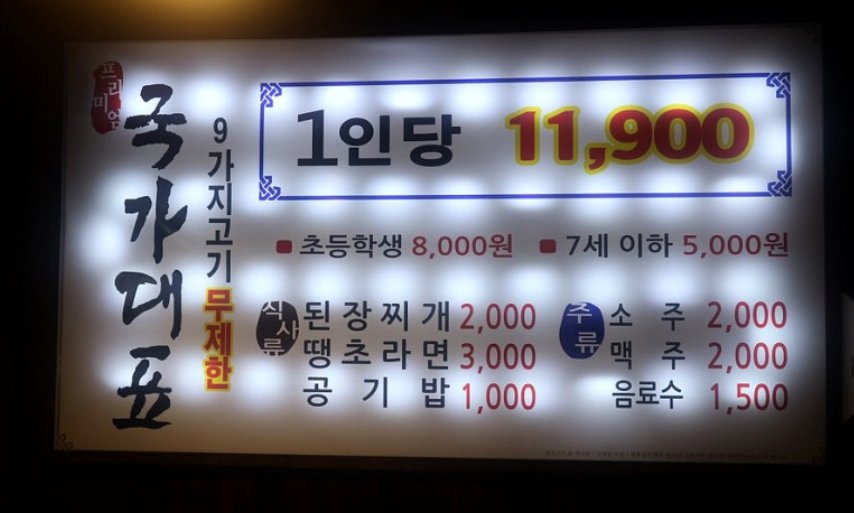 프리미엄
국가대표
9가지고기 무제한
1인당 11,900
초등학생 8,000원 7세 이하 5,000원
식사류
된장찌개 2,000
땡초라면 3,000
공기밥 1,000
주류
소주 2,000
맥주 2,000
음료수 1,500